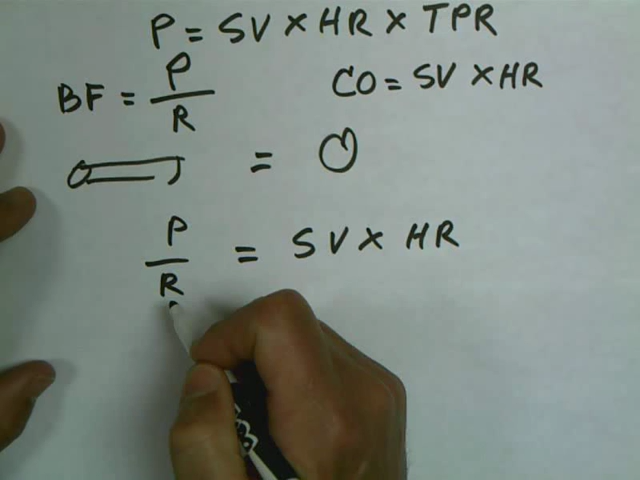 P = SV × HR × TPR
BF = P/R
CO = SV × HR
=
P/R = SV × HR